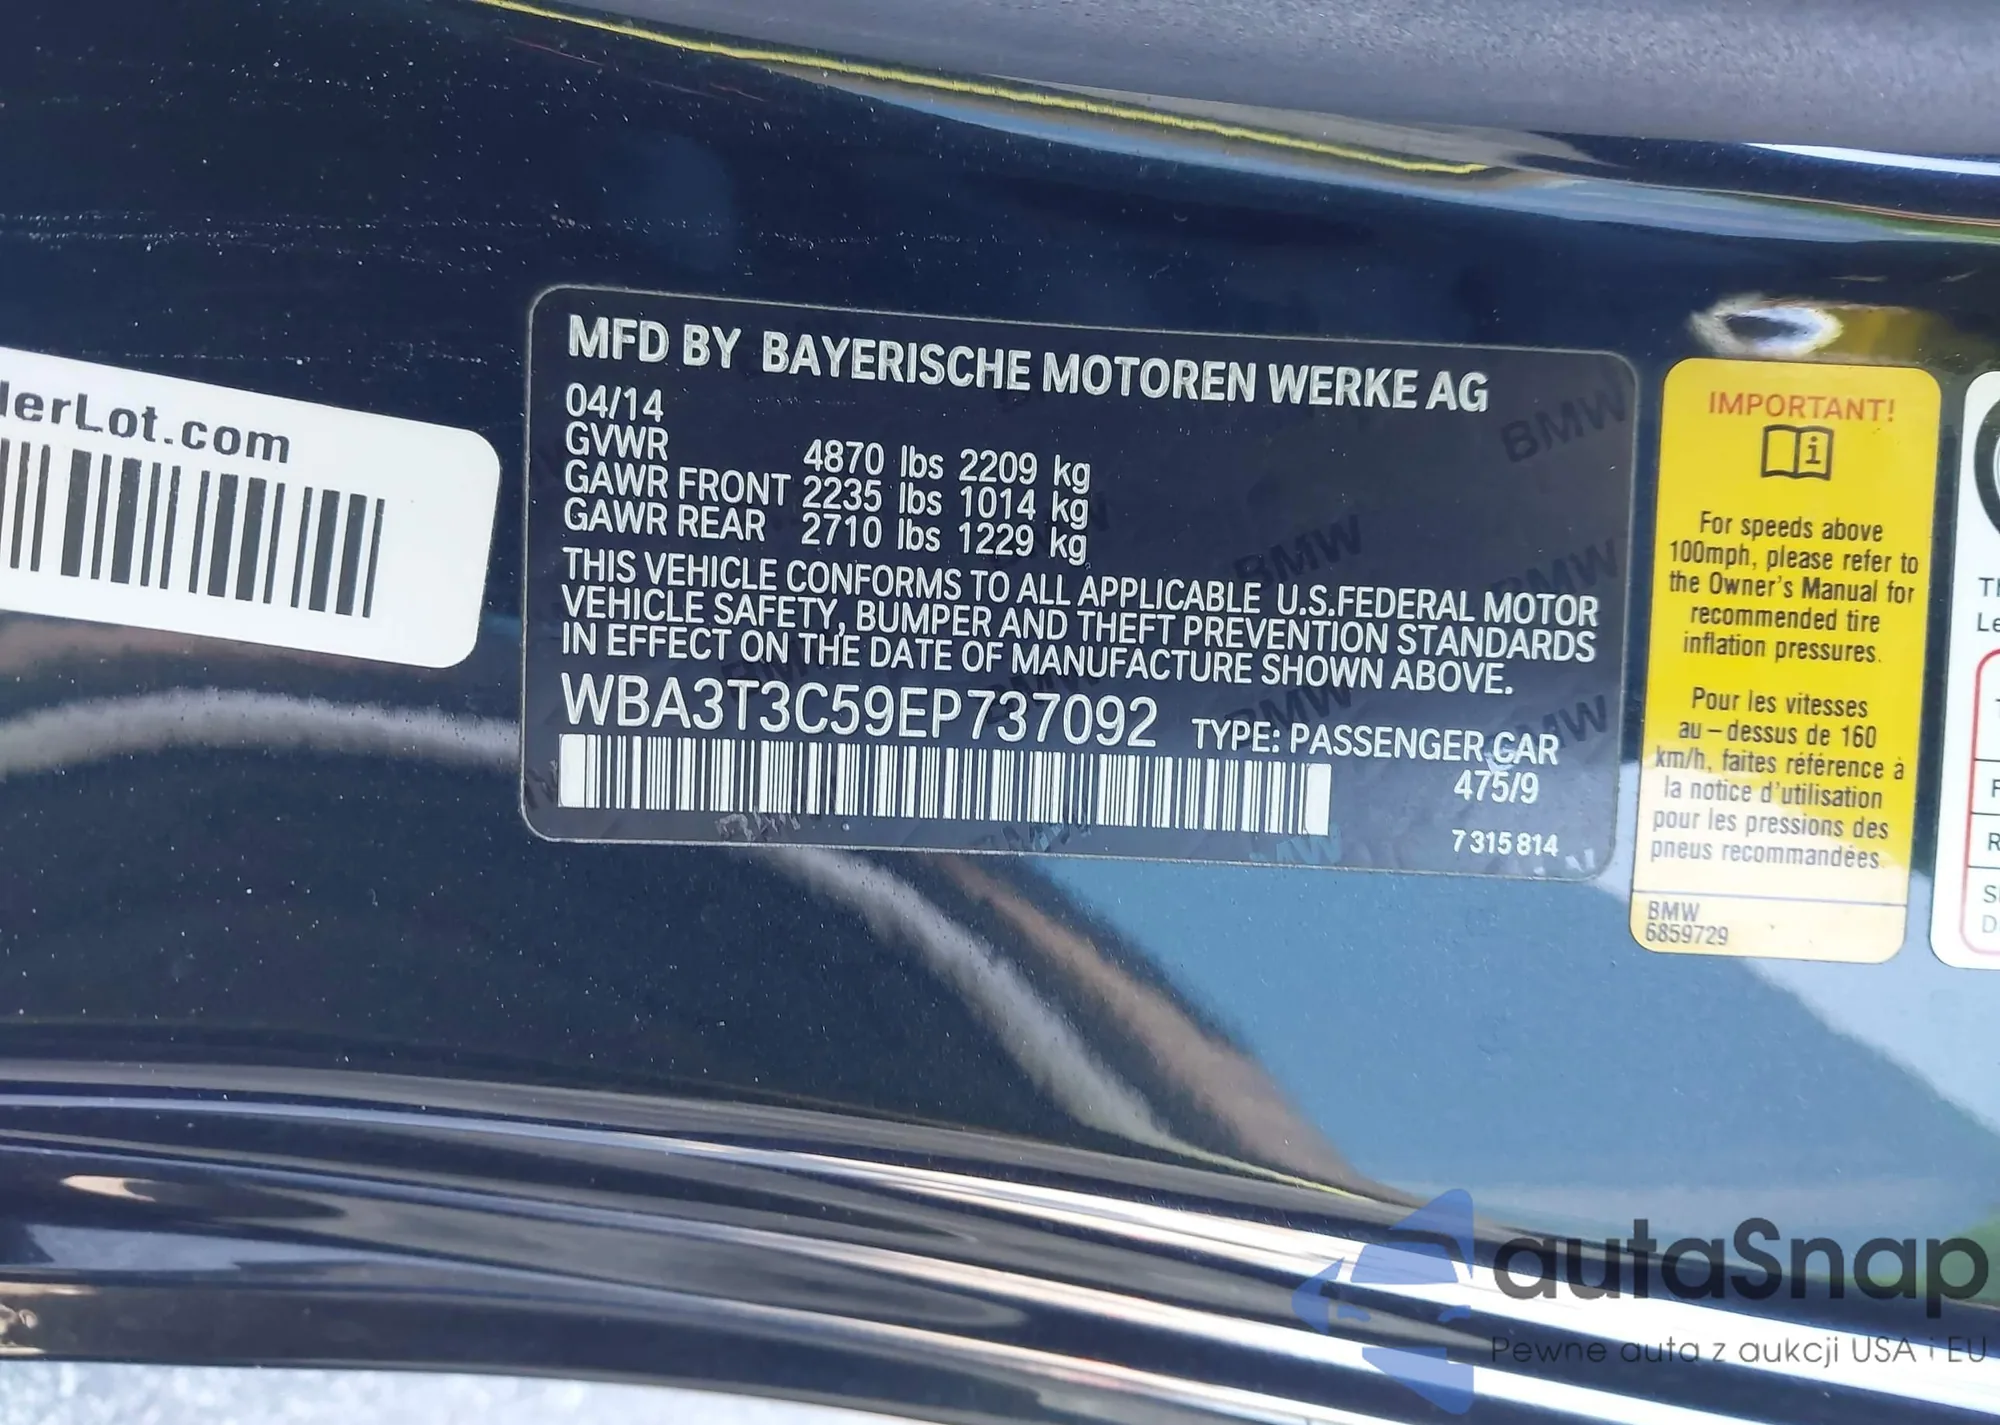 lerLot.com
MFD BY BAYERISCHE MOTOREN WERKE AG
04/14
GVWR 4870 lbs 2209 kg
GAWR FRONT 2235 lbs 1014 kg
GAWR REAR 2710 lbs 1229 kg
THIS VEHICLE CONFORMS TO ALL APPLICABLE U.S.FEDERAL MOTOR
VEHICLE SAFETY, BUMPER AND THEFT PREVENTION STANDARDS
IN EFFECT ON THE DATE OF MANUFACTURE SHOWN ABOVE.
WBA3T3C59EP737092 TYPE: PASSENGER CAR
475/9
7 315 814
IMPORTANT!
For speeds above
100mph, please refer to
the Owner's Manual for
recommended tire
inflation pressures.
Pour les vitesses
au-dessus de 160
km/h, faites référence à
la notice d'utilisation
pour les pressions des
pneus recommandées.
BMW
6859729
autaSnap
Pewne auta z aukcji USA i EU